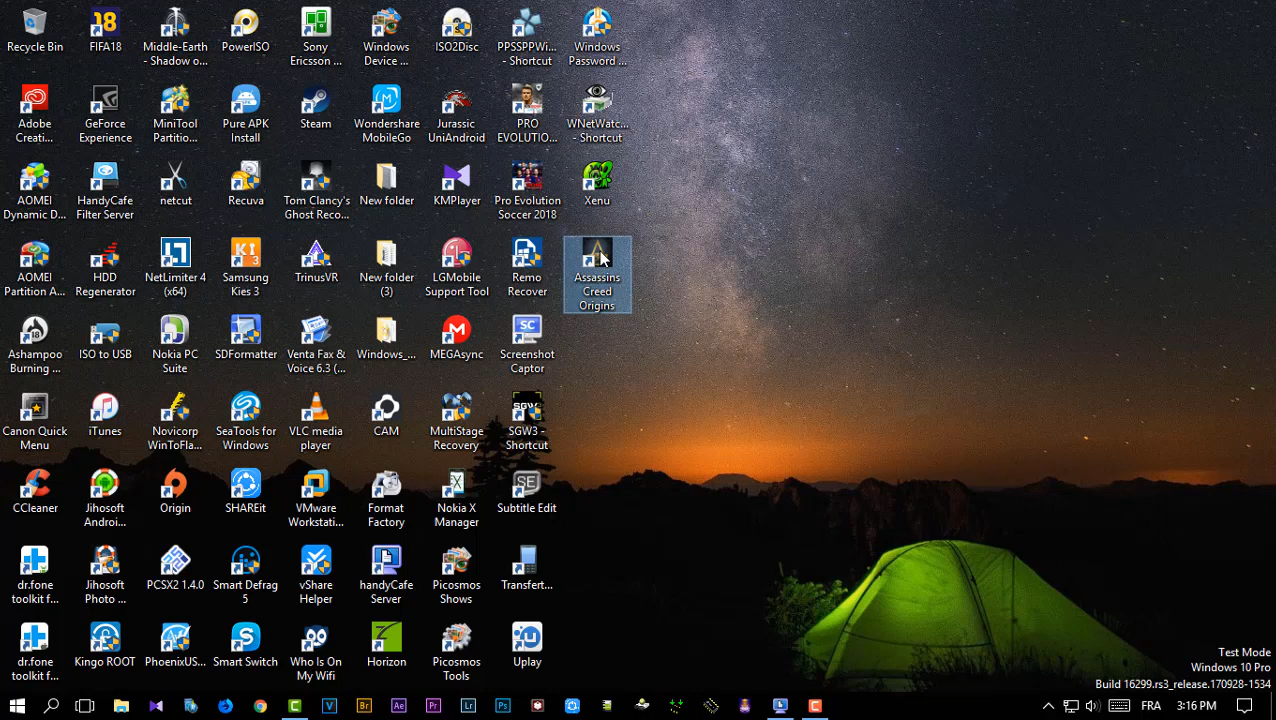 Recycle Bin
FIFA18
Middle-Earth
- Shadow o...
PowerISO
Sony
Ericsson ...
Windows
Device ...
ISO2Disc
PPSSPPWi...
- Shortcut
Windows
Password ...
Adobe
Creati...
GeForce
Experience
MiniTool
Partitio...
Pure APK
Install
Steam
Wondershare
MobileGo
Jurassic
UniAndroid
PRO
EVOLUTIO...
WNetWatc...
- Shortcut
AOMEI
Dynamic D...
HandyCafe
Filter Server
netcut
Recuva
Tom Clancy's
Ghost Reco...
New folder
KMPlayer
Pro Evolution
Soccer 2018
Xenu
AOMEI
Partition A...
HDD
Regenerator
NetLimiter 4
(x64)
Samsung
Kies 3
TrinusVR
New folder
(3)
LGMobile
Support Tool
Remo
Recover
Assassins
Creed
Origins
Ashampoo
Burning ...
ISO to USB
Nokia PC
Suite
SDFormatter
Venta Fax &
Voice 6.3 (...
Windows_...
MEGAsync
Screenshot
Captor
Canon Quick
Menu
iTunes
Novicorp
WinToFla...
SeaTools for
Windows
VLC media
player
CAM
MultiStage
Recovery
SGW3 -
Shortcut
CCleaner
Jihosoft
Androi...
Origin
SHAREit
VMware
Workstati...
Format
Factory
Nokia X
Manager
Subtitle Edit
dr.fone
toolkit f...
Jihosoft
Photo ...
PCSX2 1.4.0
Smart Defrag
5
vShare
Helper
handyCafe
Server
Picosmos
Shows
Transfert...
dr.fone
toolkit f...
Kingo ROOT
PhoenixUS...
Smart Switch
Who Is On
My Wifi
Horizon
Picosmos
Tools
Uplay
Test Mode
Windows 10 Pro
Build 16299.rs3_release.170928-1534
FRA
3:16 PM